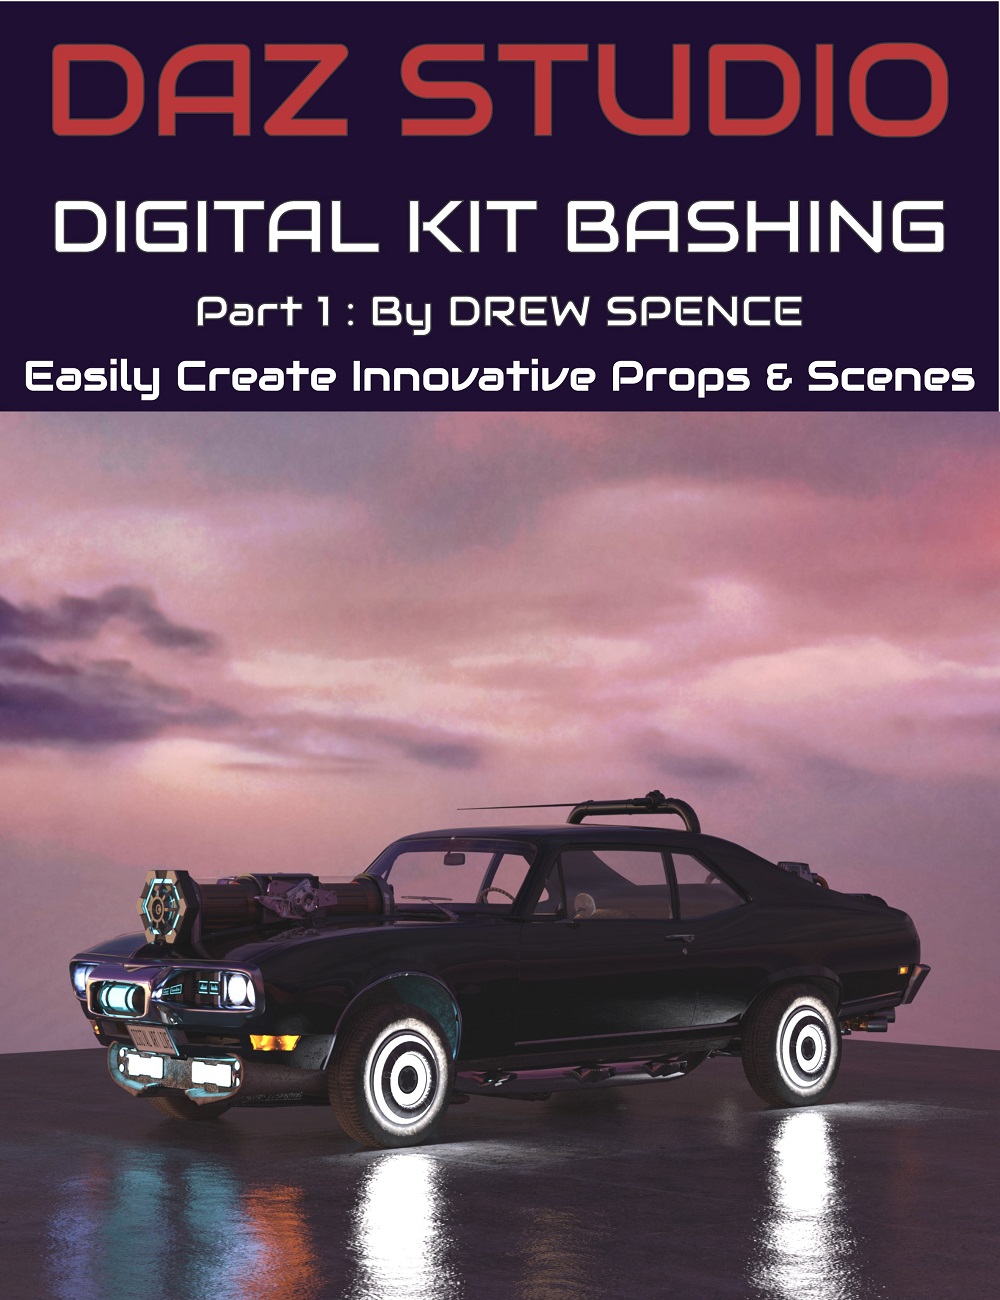 DAZ STUDIO
DIGITAL KIT BASHING
Part 1 : By DREW SPENCE
Easily Create Innovative Props & Scenes